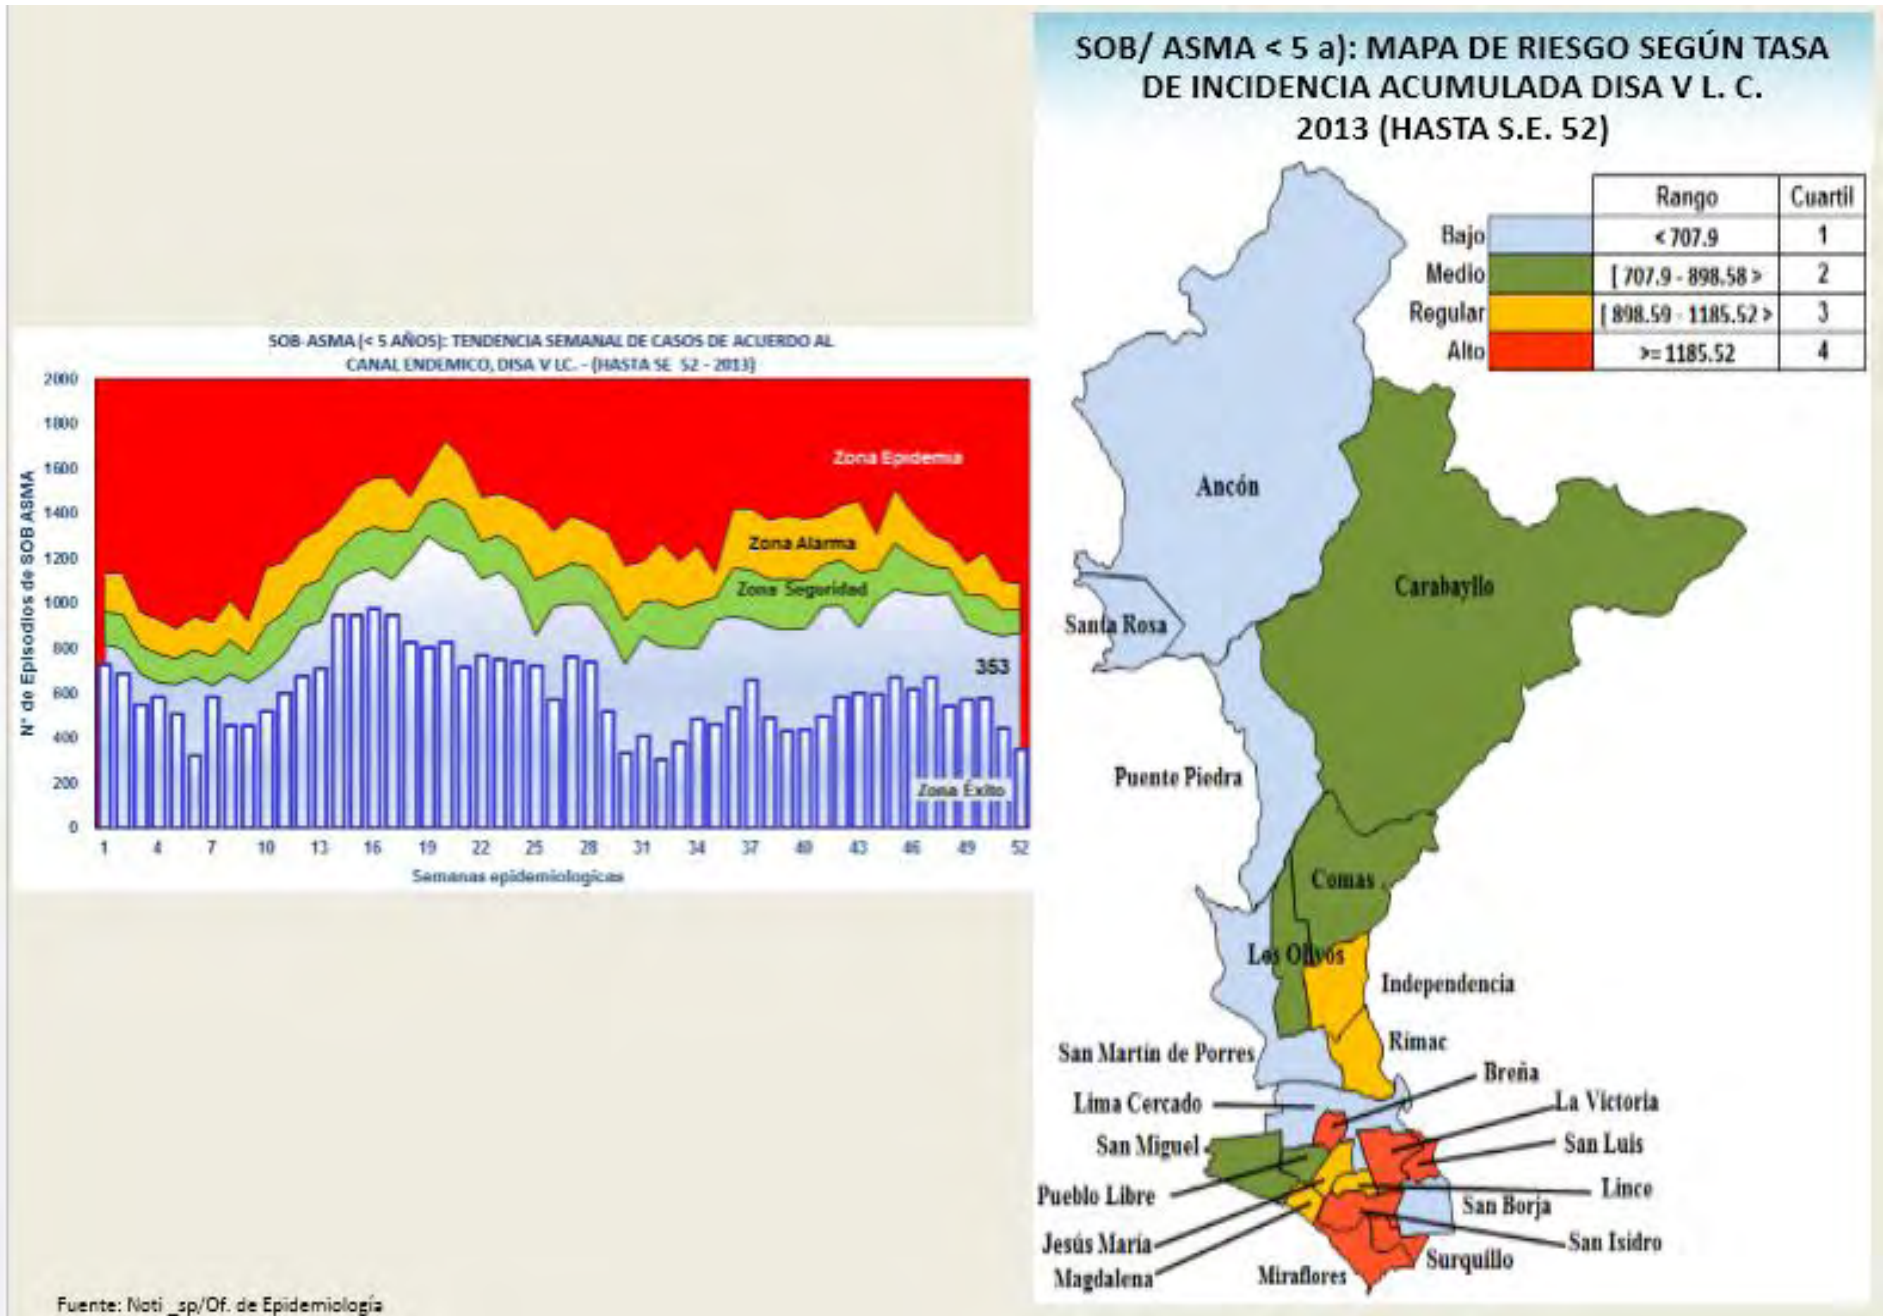 SOB-ASMA (< 5 AÑOS): TENDENCIA SEMANAL DE CASOS DE ACUERDO AL
CANAL ENDEMICO, DISA V LC. - (HASTA SE 52 - 2013)
N° de Episodios de SOB ASMA
2000
1800
1600
1400
1200
1000
800
600
400
200
0
Zona Epidemia
Zona Alarma
Zona Seguridad
353
Zona Éxito
1 4 7 10 13 16 19 22 25 28 31 34 37 40 43 46 49 52
Semanas epidemiologicas
Fuente: Noti _sp/Of. de Epidemiología
SOB/ ASMA < 5 a): MAPA DE RIESGO SEGÚN TASA
DE INCIDENCIA ACUMULADA DISA V L. C.
2013 (HASTA S.E. 52)
Rango Cuartil
Bajo < 707.9 1
Medio [ 707.9 - 898.58 > 2
Regular [ 898.59 - 1185.52 > 3
Alto >= 1185.52 4
Ancón
Carabayllo
Santa Rosa
Puente Piedra
Comas
Los Olivos
Independencia
Rímac
San Martín de Porres
Breña
Lima Cercado
La Victoria
San Miguel
San Luis
Pueblo Libre
Lince
San Borja
Jesús María
San Isidro
Magdalena
Surquillo
Miraflores